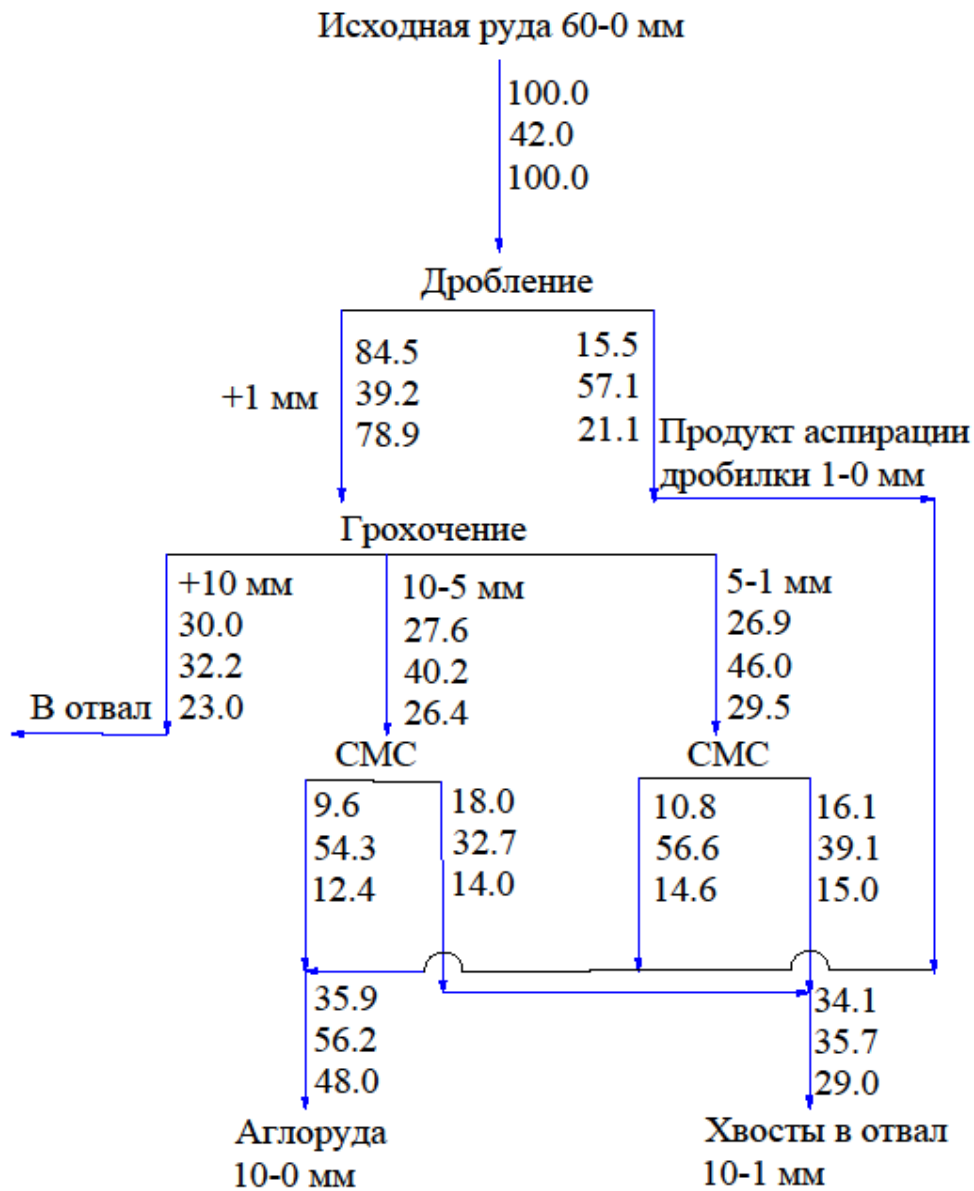 Исходная руда 60-0 мм
100.0
42.0
100.0
Дробление
+1 мм
84.5
39.2
78.9
15.5
57.1
21.1
Продукт аспирации
дробилки 1-0 мм
Грохочение
+10 мм
30.0
32.2
23.0
В отвал
10-5 мм
27.6
40.2
26.4
5-1 мм
26.9
46.0
29.5
СМС
9.6
54.3
12.4
18.0
32.7
14.0
СМС
10.8
56.6
14.6
16.1
39.1
15.0
35.9
56.2
48.0
34.1
35.7
29.0
Аглоруда
10-0 мм
Хвосты в отвал
10-1 мм